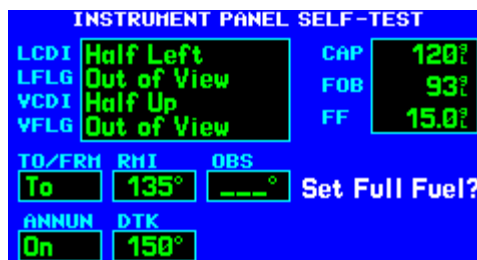 INSTRUMENT PANEL SELF-TEST
LCDI Half Left
LFLG Out of View
VCDI Half Up
VFLG Out of View
CAP 120 g/L
FOB 93 g/L
FF 15.0 g/L
TO/FRM RMI OBS
To 135° ___° Set Full Fuel?
ANNUN DTK
On 150°